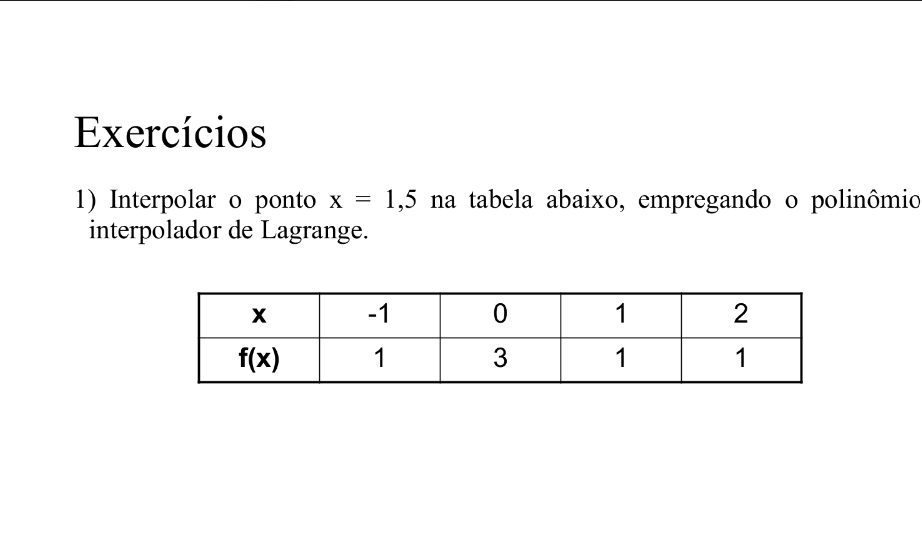 Exercícios
1) Interpolar o ponto x = 1,5 na tabela abaixo, empregando o polinômio
interpolador de Lagrange.
x -1 0 1 2
f(x) 1 3 1 1